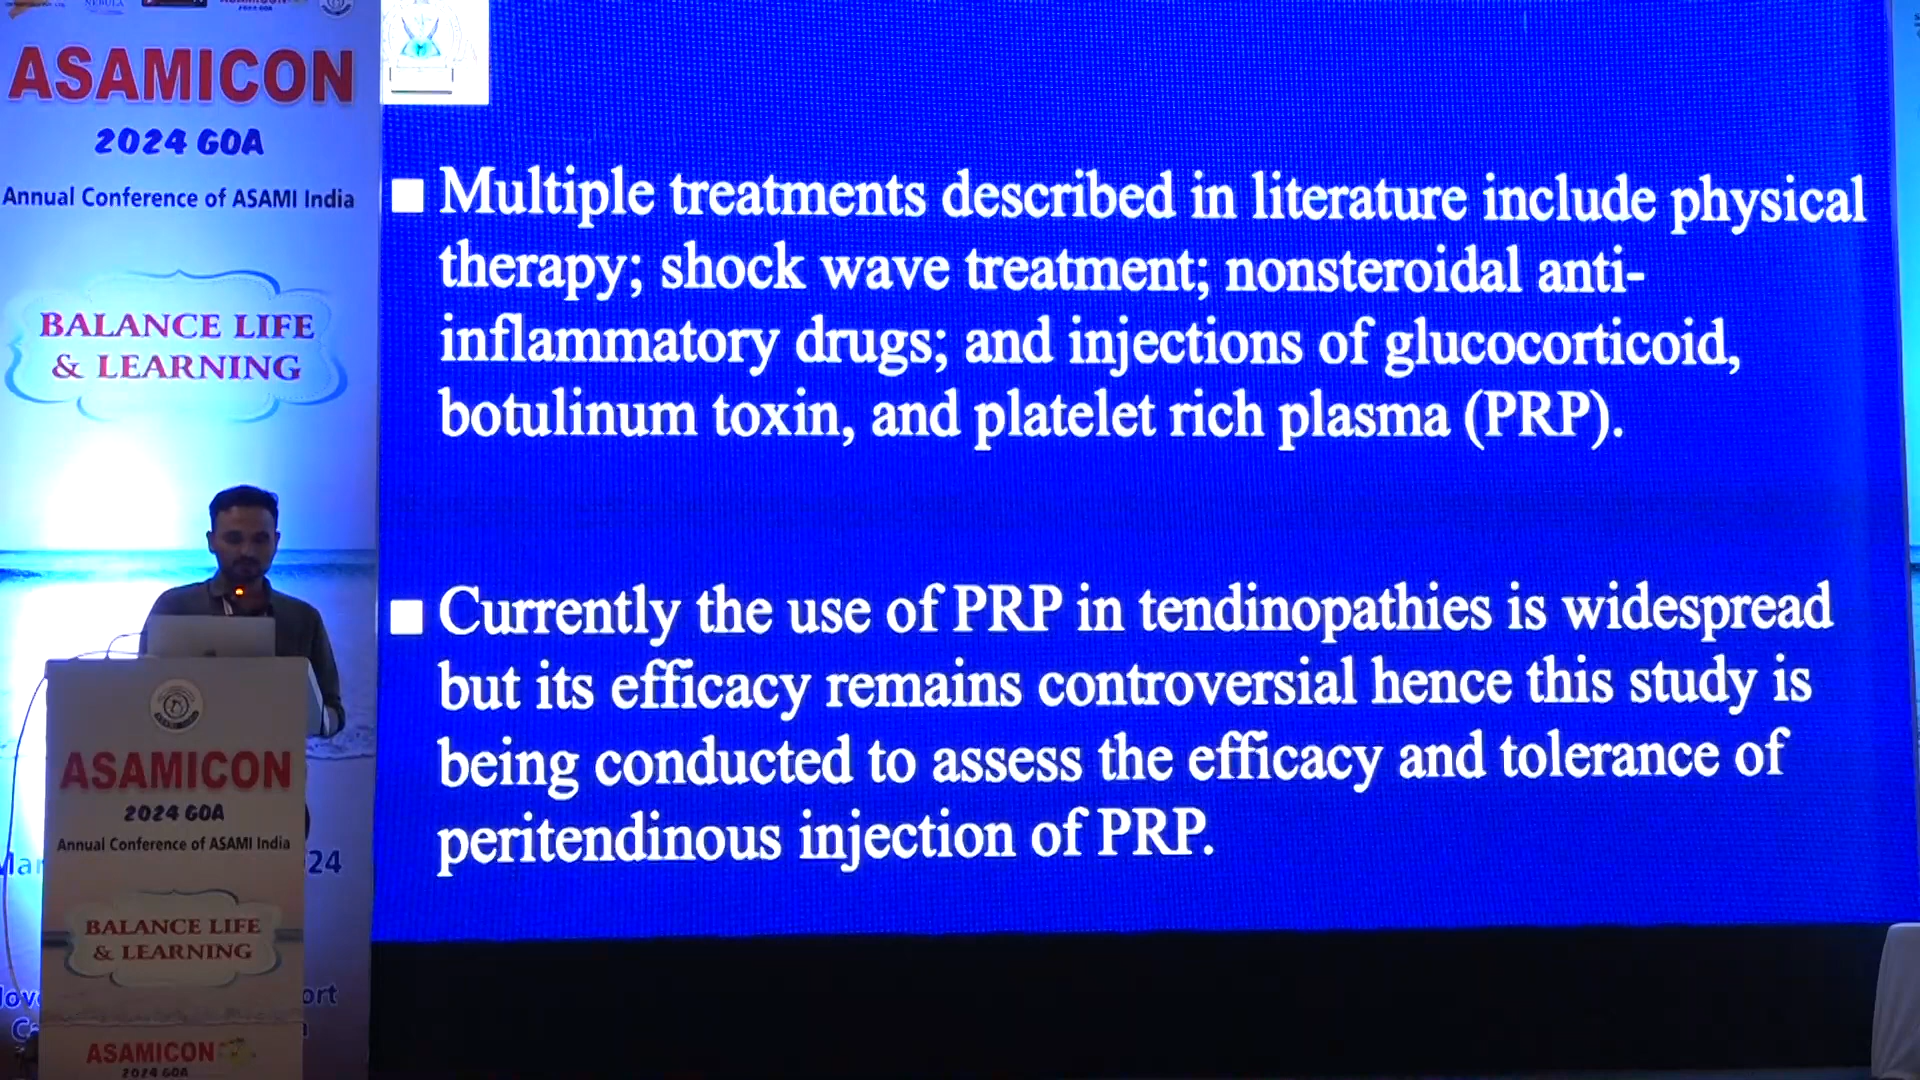 NEBULA
ASAMICON
2024 GOA
Annual Conference of ASAMI India
BALANCE LIFE
& LEARNING
■ Multiple treatments described in literature include physical
therapy; shock wave treatment; nonsteroidal anti-
inflammatory drugs; and injections of glucocorticoid,
botulinum toxin, and platelet rich plasma (PRP).
■ Currently the use of PRP in tendinopathies is widespread
but its efficacy remains controversial hence this study is
being conducted to assess the efficacy and tolerance of
peritendinous injection of PRP.
ASAMICON
2024 GOA
Annual Conference of ASAMI India
24
BALANCE LIFE
& LEARNING
ASAMICON
2024 GOA